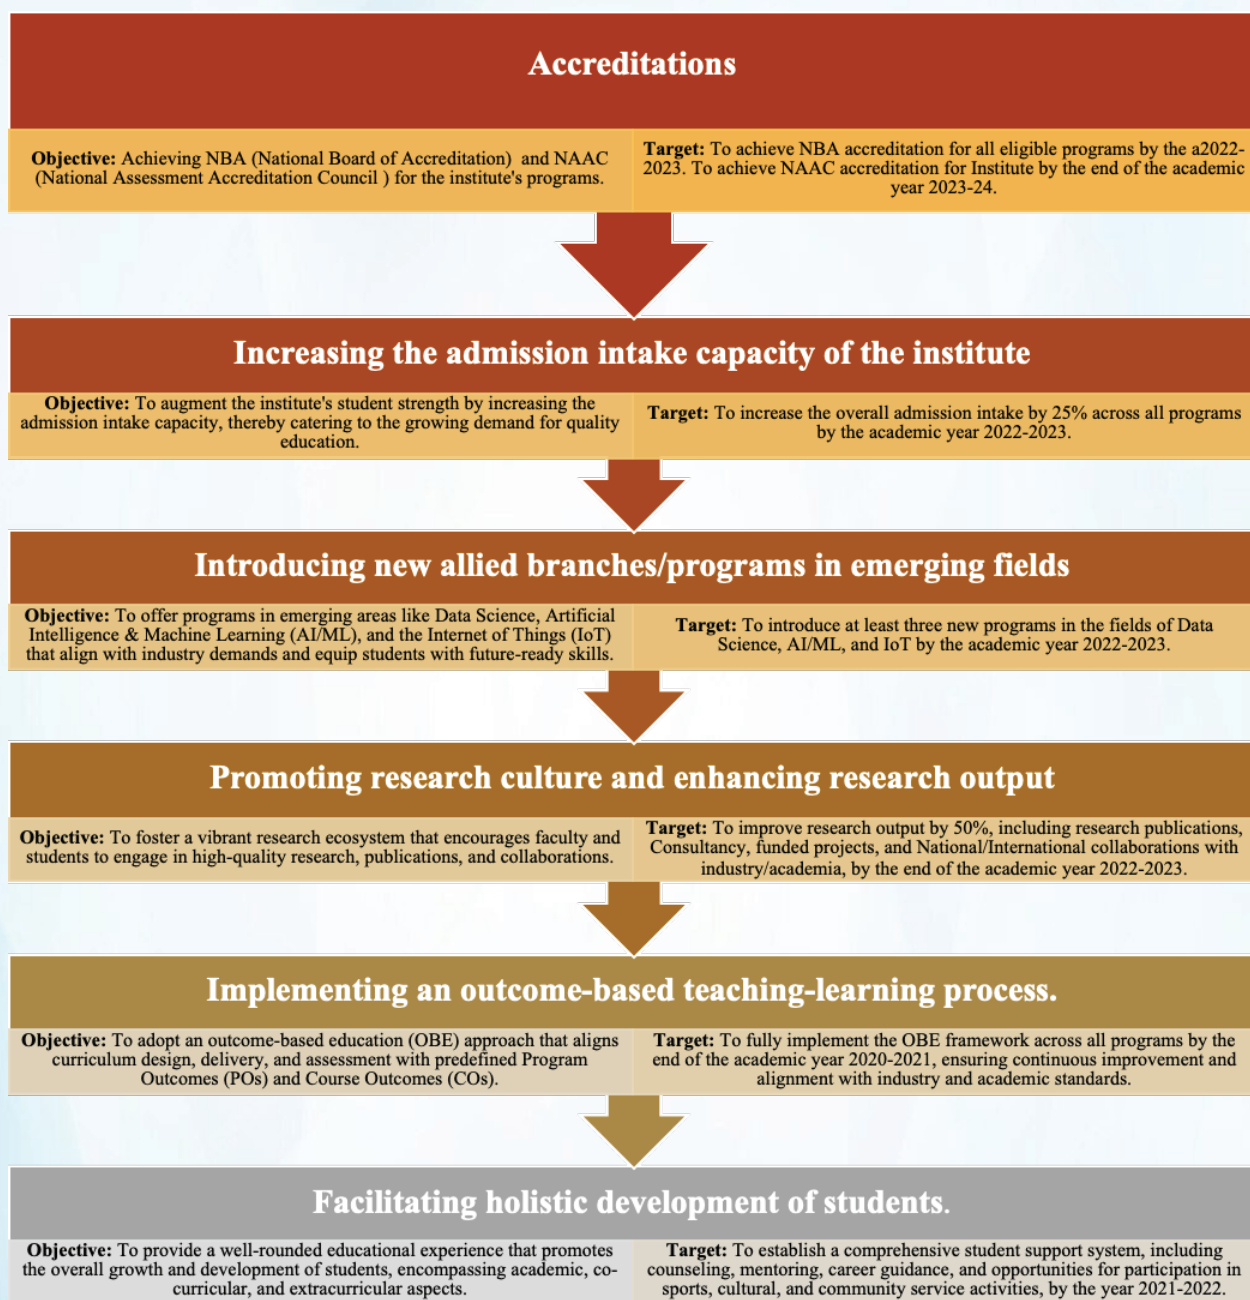 Accreditations
Objective: Achieving NBA (National Board of Accreditation) and NAAC
(National Assessment Accreditation Council ) for the institute's programs.
Target: To achieve NBA accreditation for all eligible programs by the a2022-
2023. To achieve NAAC accreditation for Institute by the end of the academic
year 2023-24.
Increasing the admission intake capacity of the institute
Objective: To augment the institute's student strength by increasing the
admission intake capacity, thereby catering to the growing demand for quality
education.
Target: To increase the overall admission intake by 25% across all programs
by the academic year 2022-2023.
Introducing new allied branches/programs in emerging fields
Objective: To offer programs in emerging areas like Data Science, Artificial
Intelligence & Machine Learning (AI/ML), and the Internet of Things (IoT)
that align with industry demands and equip students with future-ready skills.
Target: To introduce at least three new programs in the fields of Data
Science, AI/ML, and IoT by the academic year 2022-2023.
Promoting research culture and enhancing research output
Objective: To foster a vibrant research ecosystem that encourages faculty and
students to engage in high-quality research, publications, and collaborations.
Target: To improve research output by 50%, including research publications,
Consultancy, funded projects, and National/International collaborations with
industry/academia, by the end of the academic year 2022-2023.
Implementing an outcome-based teaching-learning process.
Objective: To adopt an outcome-based education (OBE) approach that aligns
curriculum design, delivery, and assessment with predefined Program
Outcomes (POs) and Course Outcomes (COs).
Target: To fully implement the OBE framework across all programs by the
end of the academic year 2020-2021, ensuring continuous improvement and
alignment with industry and academic standards.
Facilitating holistic development of students.
Objective: To provide a well-rounded educational experience that promotes
the overall growth and development of students, encompassing academic, co-
curricular, and extracurricular aspects.
Target: To establish a comprehensive student support system, including
counseling, mentoring, career guidance, and opportunities for participation in
sports, cultural, and community service activities, by the year 2021-2022.